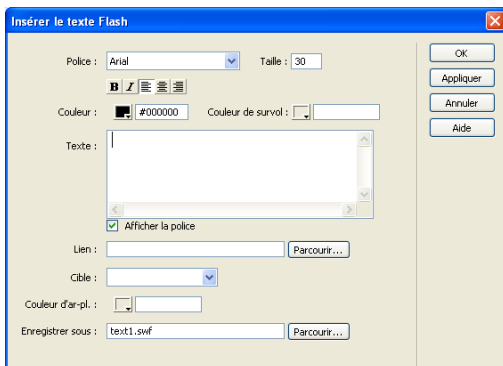 Insérer le texte Flash
Police : Arial Taille : 30
B I
Couleur : #000000 Couleur de survol :
Texte :
Afficher la police
Lien : Parcourir...
Cible :
Couleur d'ar-pl. :
Enregistrer sous : text1.swf Parcourir...
OK
Appliquer
Annuler
Aide